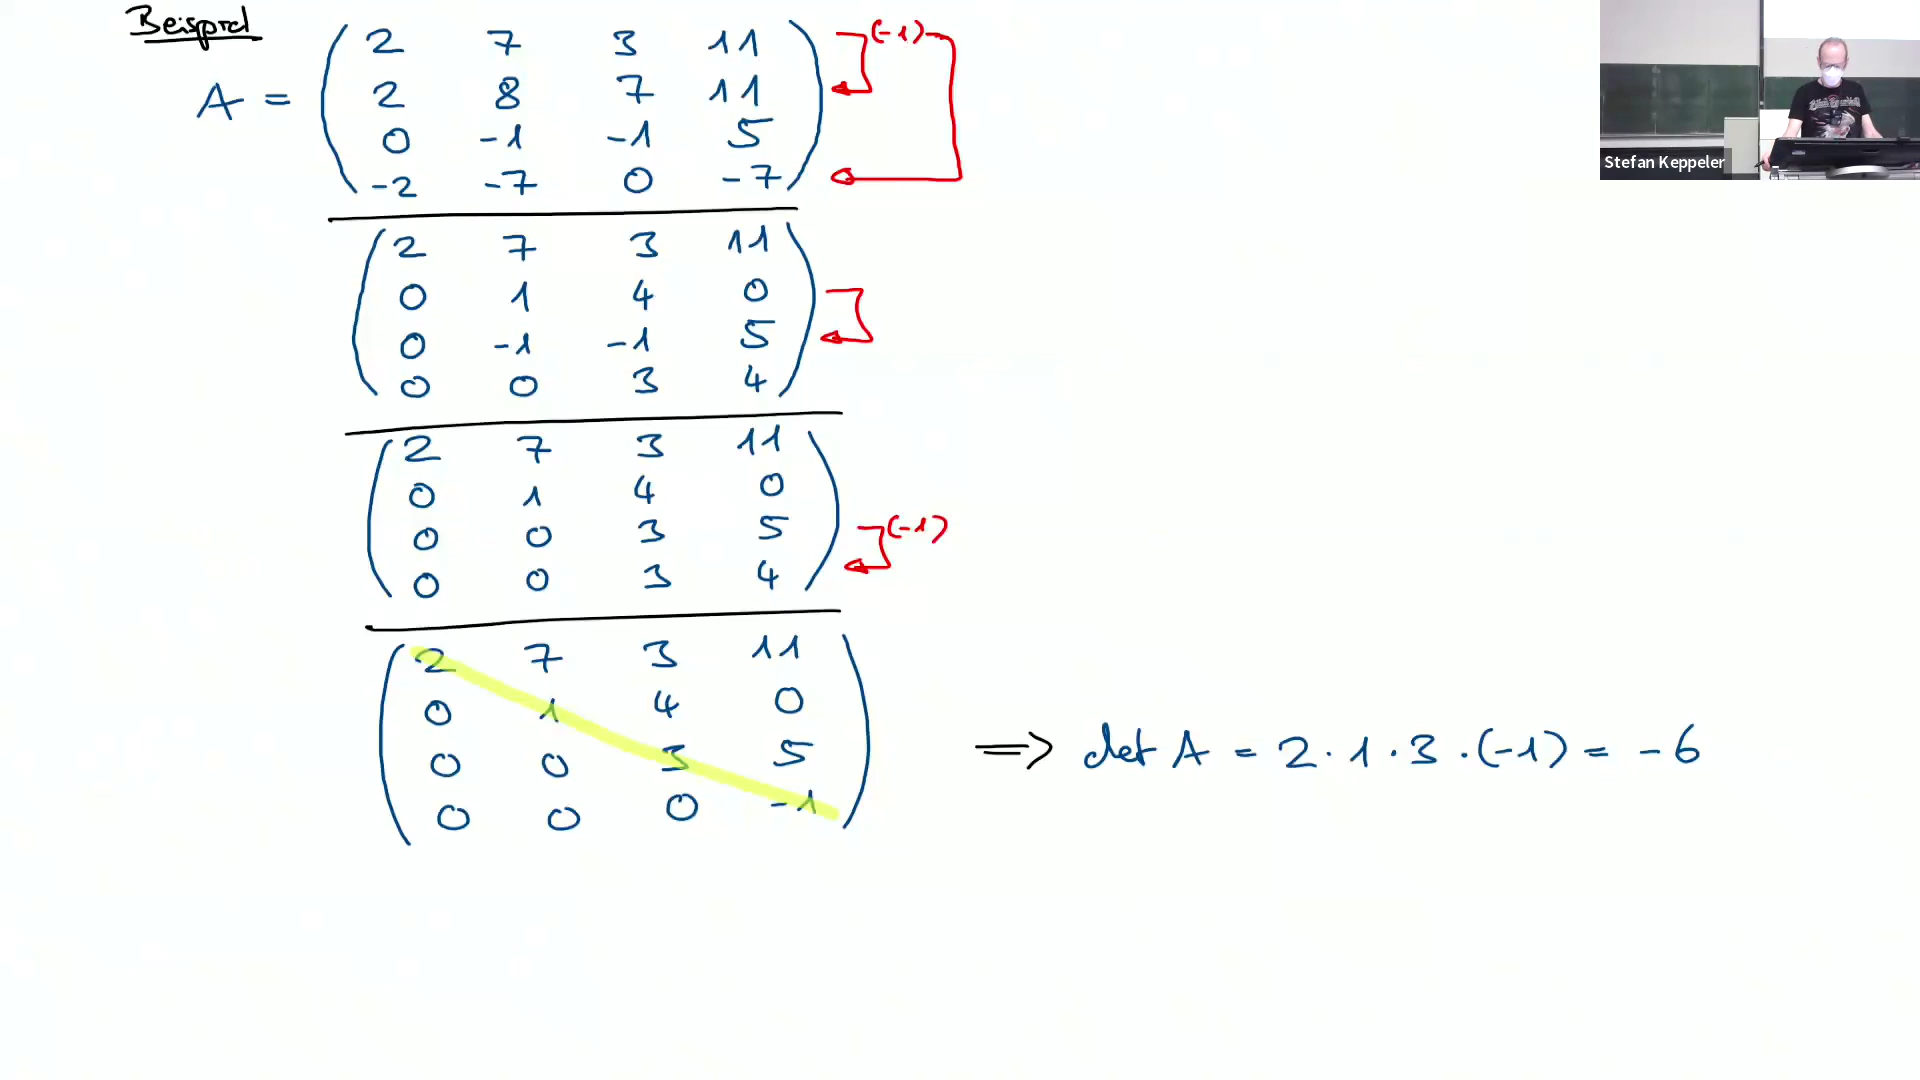 Beispiel
A = ( 2 7 3 11 ) (-1)
2 8 7 11
0 -1 -1 5
-2 -7 0 -7
2 7 3 11
0 1 4 0
0 -1 -1 5
0 0 3 4
2 7 3 11
0 1 4 0
0 0 3 5 (-1)
0 0 3 4
2 7 3 11
0 1 4 0
0 0 3 5
0 0 0 -1
⟹ det A = 2 · 1 · 3 · (-1) = -6
Stefan Keppeler